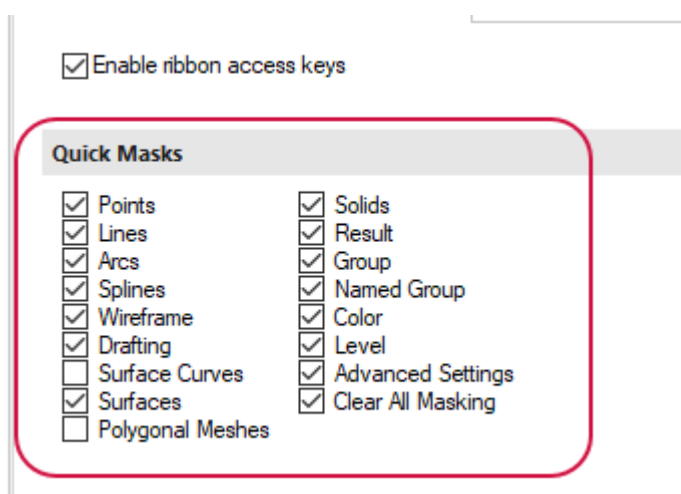 Enable ribbon access keys
Quick Masks
Points
Lines
Arcs
Splines
Wireframe
Drafting
Surface Curves
Surfaces
Polygonal Meshes
Solids
Result
Group
Named Group
Color
Level
Advanced Settings
Clear All Masking